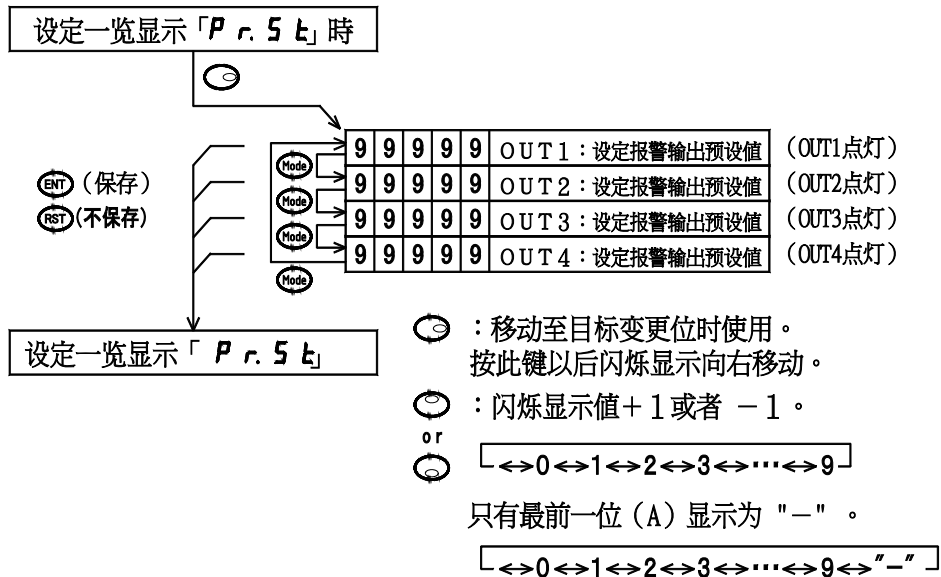 设定一览显示「P r. S t」時
9 9 9 9 9 OUT1：设定报警输出预设値 （OUT1点灯）
Mode
ENT （保存）
9 9 9 9 9 OUT2：设定报警输出预设値 （OUT2点灯）
Mode
RST (不保存)
9 9 9 9 9 OUT3：设定报警输出预设値 （OUT3点灯）
Mode
9 9 9 9 9 OUT4：设定报警输出预设値 （OUT4点灯）
Mode
设定一览显示「 P r. S t」
：移动至目标变更位时使用。
按此键以后闪烁显示向右移动。
：闪烁显示値＋1或者 －1。
or
<->0<->1<->2<->3<->···<->9
只有最前一位（A）显示为 "－" 。
<->0<->1<->2<->3<->···<->9<->"－"